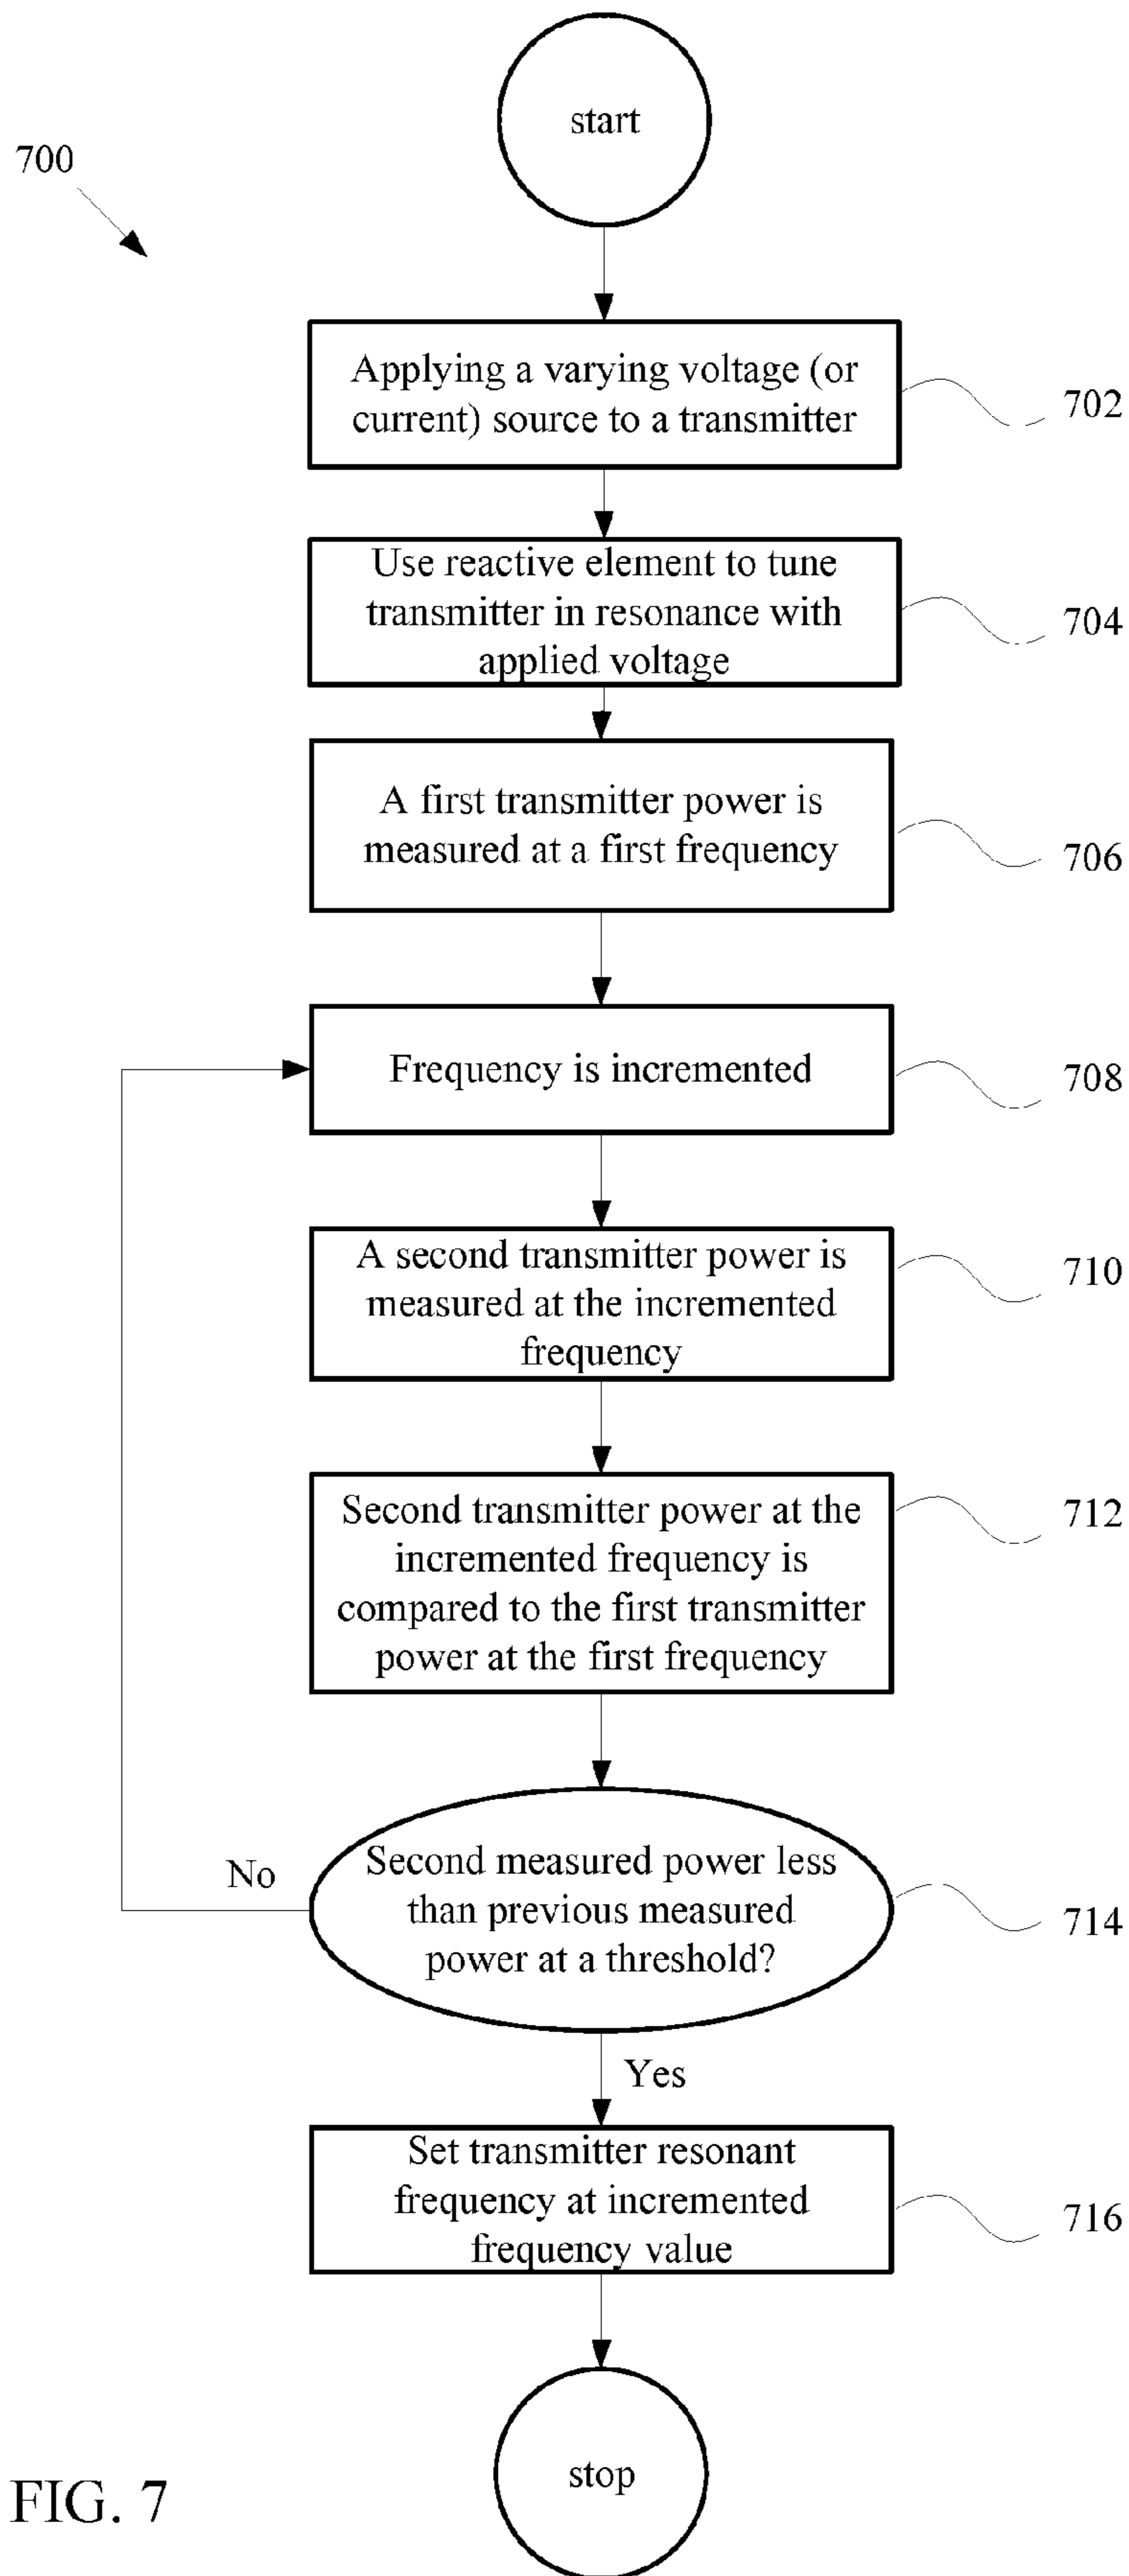 start
700
Applying a varying voltage (or
current) source to a transmitter
702
Use reactive element to tune
transmitter in resonance with
applied voltage
704
A first transmitter power is
measured at a first frequency
706
Frequency is incremented
708
A second transmitter power is
measured at the incremented
frequency
710
Second transmitter power at the
incremented frequency is
compared to the first transmitter
power at the first frequency
712
Second measured power less
than previous measured
power at a threshold?
714
No
Yes
Set transmitter resonant
frequency at incremented
frequency value
716
stop
FIG. 7